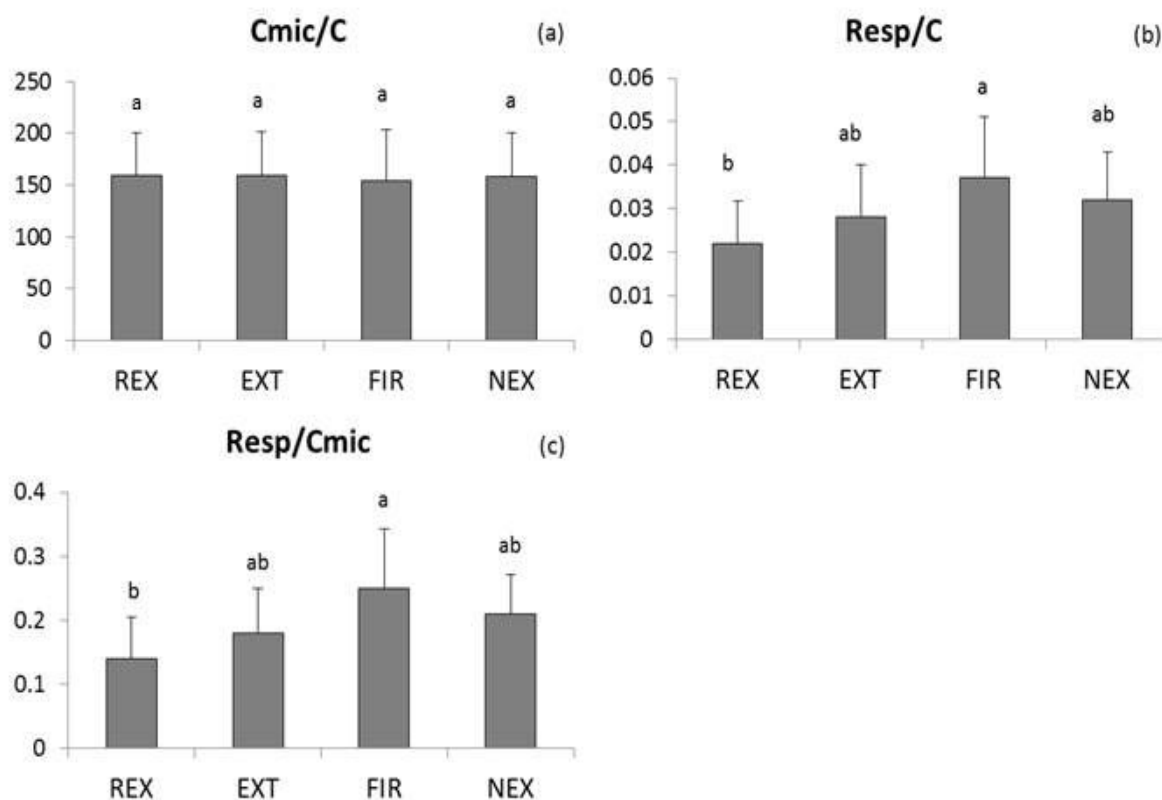 Cmic/C (a)
250
200
150
100
50
0
a a a a
REX EXT FIR NEX
Resp/C (b)
0.06
0.05
0.04
0.03
0.02
0.01
0
b ab a ab
REX EXT FIR NEX
Resp/Cmic (c)
0.4
0.3
0.2
0.1
0
b ab a ab
REX EXT FIR NEX